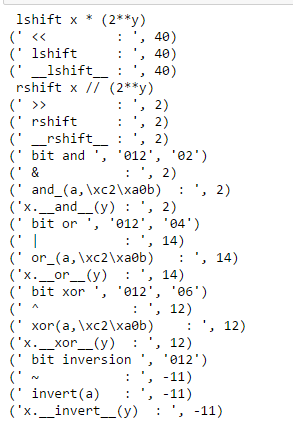 lshift x * (2**y)
(' <<         : ', 40)
(' lshift     : ', 40)
(' __lshift__ : ', 40)
rshift x // (2**y)
(' >>         : ', 2)
(' rshift     : ', 2)
(' __rshift__ : ', 2)
(' bit and ', '012', '02')
(' &           : ', 2)
(' and_(a,\xc2\xa0b)  : ', 2)
('x.__and__(y) : ', 2)
(' bit or ', '012', '04')
(' |           : ', 14)
(' or_(a,\xc2\xa0b)   : ', 14)
('x.__or__(y)  : ', 14)
(' bit xor ', '012', '06')
(' ^            : ', 12)
(' xor(a,\xc2\xa0b)    : ', 12)
('x.__xor__(y)  : ', 12)
(' bit inversion ', '012')
(' ~           : ', -11)
(' invert(a)   : ', -11)
('x.__invert__(y)  : ', -11)